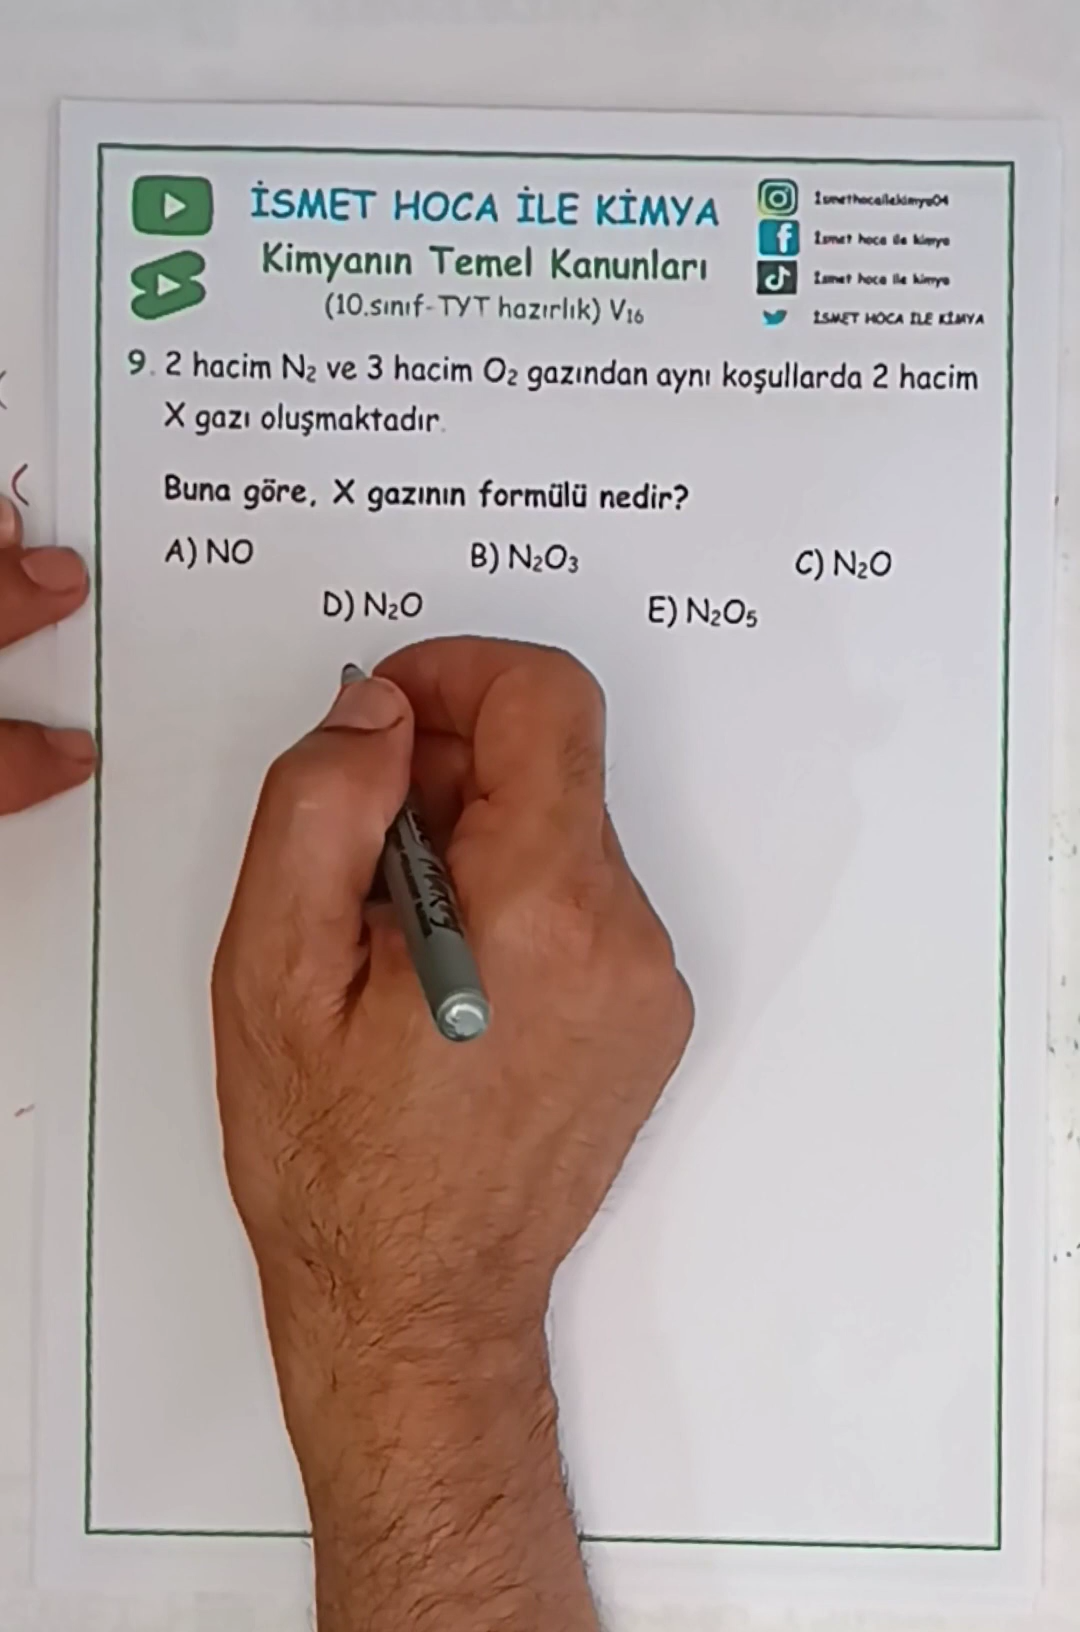 İSMET HOCA İLE KİMYA
Kimyanın Temel Kanunları
(10.sınıf-TYT hazırlık) V16
İsmethocailekimya04
İsmet hoca ile kimya
İsmet hoca ile kimya
İSMET HOCA İLE KİMYA
9. 2 hacim N₂ ve 3 hacim O₂ gazından aynı koşullarda 2 hacim
X gazı oluşmaktadır.
Buna göre, X gazının formülü nedir?
A) NO B) N₂O₃ C) N₂O
D) N₂O E) N₂O₅